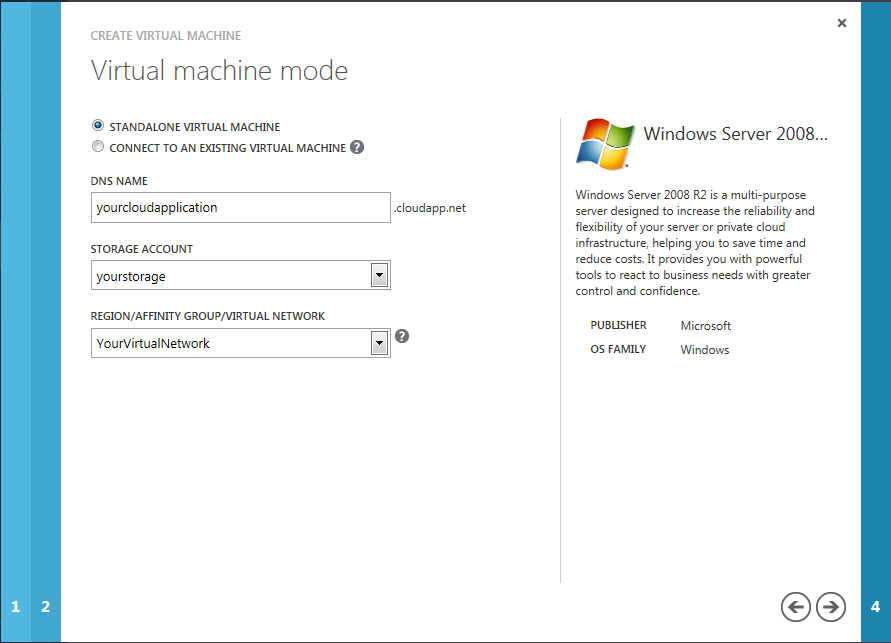 CREATE VIRTUAL MACHINE
Virtual machine mode
STANDALONE VIRTUAL MACHINE
CONNECT TO AN EXISTING VIRTUAL MACHINE ?
DNS NAME
yourcloudapplication .cloudapp.net
STORAGE ACCOUNT
yourstorage
REGION/AFFINITY GROUP/VIRTUAL NETWORK
YourVirtualNetwork ?
Windows Server 2008...
Windows Server 2008 R2 is a multi-purpose
server designed to increase the reliability and
flexibility of your server or private cloud
infrastructure, helping you to save time and
reduce costs. It provides you with powerful
tools to react to business needs with greater
control and confidence.
PUBLISHER Microsoft
OS FAMILY Windows
1 2 4